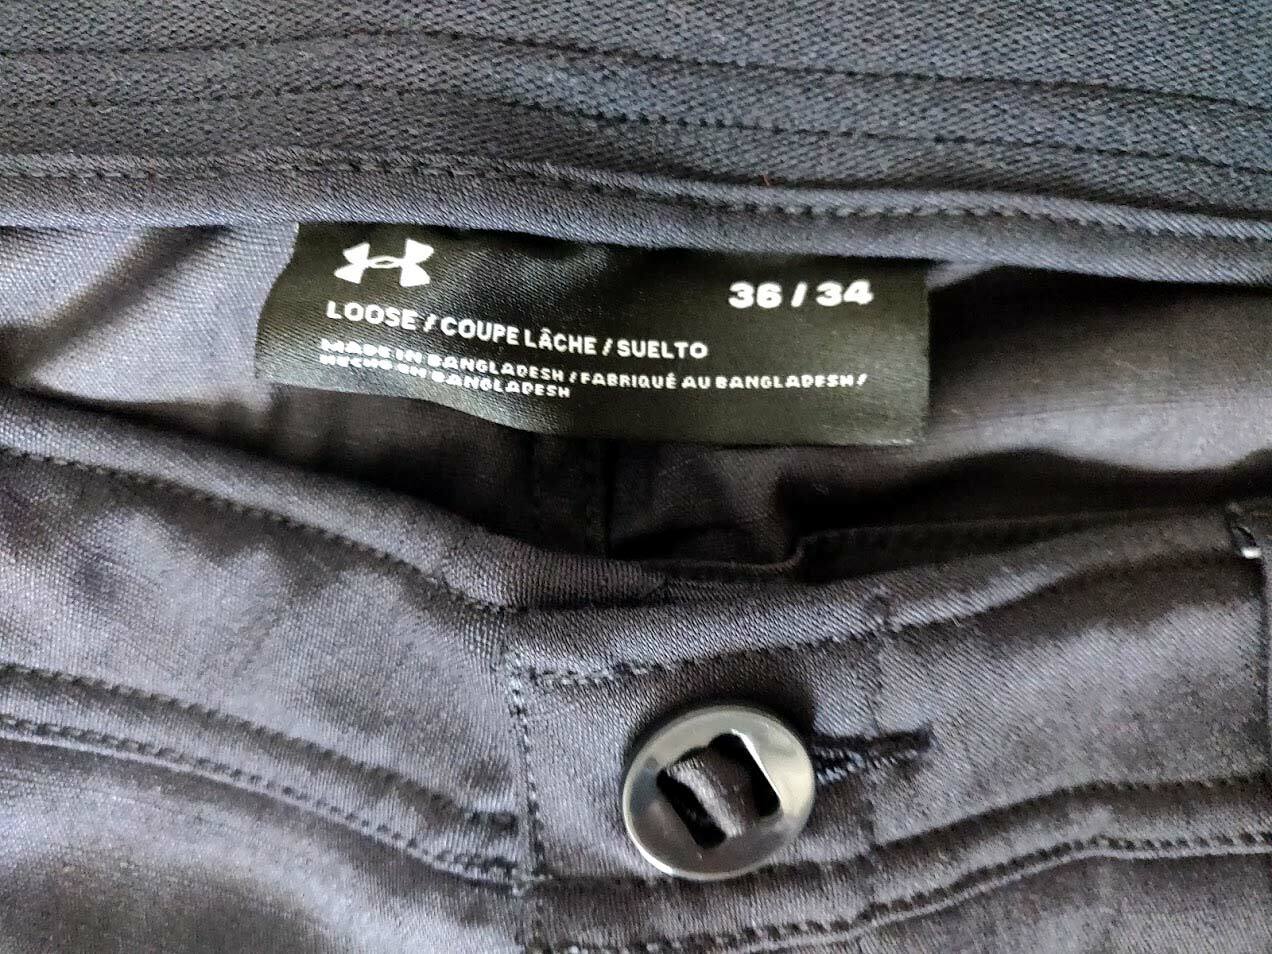 36 / 34
LOOSE / COUPE LÂCHE / SUELTO
MADE IN BANGLADESH / FABRIQUÉ AU BANGLADESH /
HECHO EN BANGLADESH